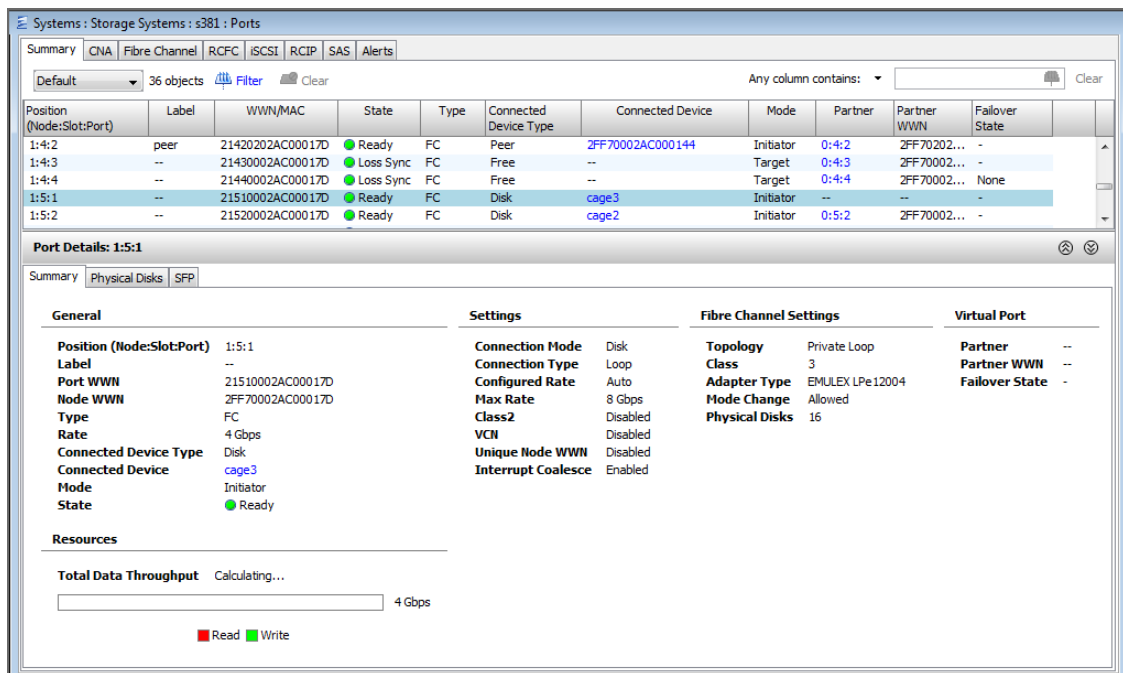 Systems : Storage Systems : s381 : Ports
Summary CNA Fibre Channel RCFC iSCSI RCIP SAS Alerts
Default 36 objects Filter Clear Any column contains: Clear
Position (Node:Slot:Port) Label WWN/MAC State Type Connected Device Type Connected Device Mode Partner Partner WWN Failover State
1:4:2 peer 21420202AC00017D Ready FC Peer 2FF70002AC000144 Initiator 0:4:2 2FF70202... -
1:4:3 -- 21430002AC00017D Loss Sync FC Free -- Target 0:4:3 2FF70002... -
1:4:4 -- 21440002AC00017D Loss Sync FC Free -- Target 0:4:4 2FF70002... None
1:5:1 -- 21510002AC00017D Ready FC Disk cage3 Initiator -- -- -
1:5:2 -- 21520002AC00017D Ready FC Disk cage2 Initiator 0:5:2 2FF70002... -
Port Details: 1:5:1
Summary Physical Disks SFP
General
Position (Node:Slot:Port) 1:5:1
Label --
Port WWN 21510002AC00017D
Node WWN 2FF70002AC00017D
Type FC
Rate 4 Gbps
Connected Device Type Disk
Connected Device cage3
Mode Initiator
State Ready
Resources
Total Data Throughput Calculating...
4 Gbps
Read Write
Settings
Connection Mode Disk
Connection Type Loop
Configured Rate Auto
Max Rate 8 Gbps
Class2 Disabled
VCN Disabled
Unique Node WWN Disabled
Interrupt Coalesce Enabled
Fibre Channel Settings
Topology Private Loop
Class 3
Adapter Type EMULEX LPe12004
Mode Change Allowed
Physical Disks 16
Virtual Port
Partner --
Partner WWN --
Failover State -